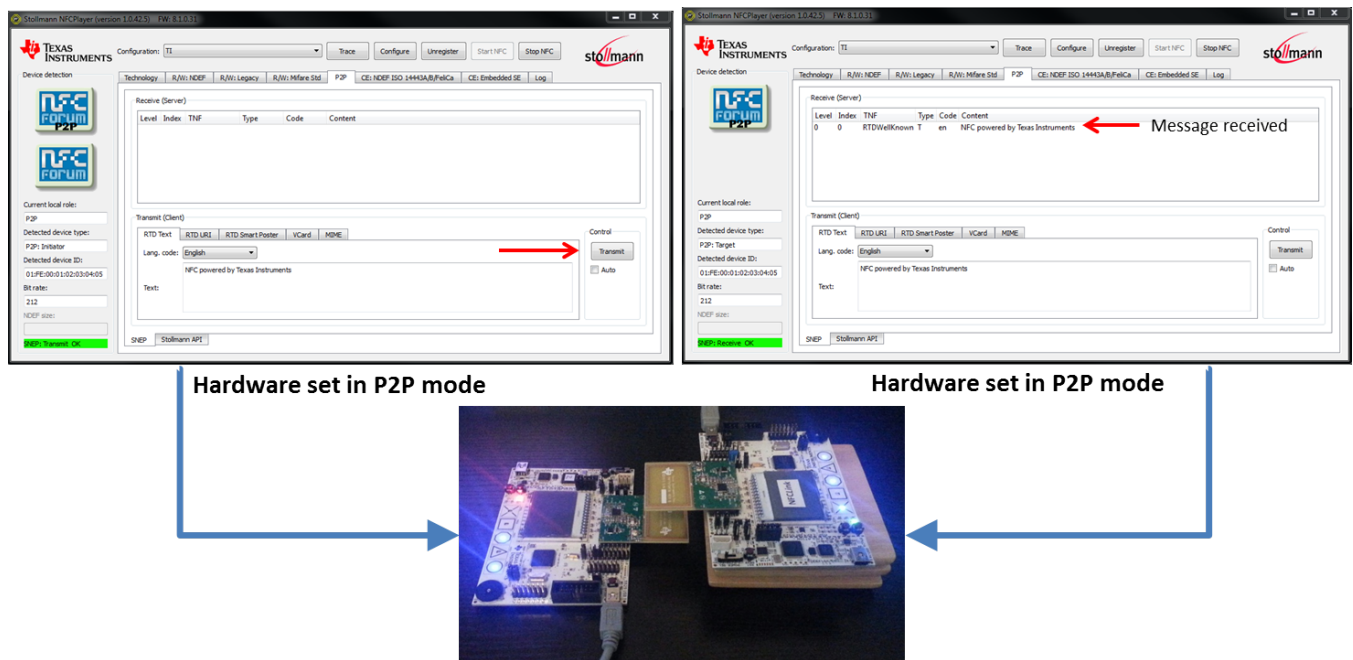 Stollmann NFCPlayer (version 1.0.42.5) FW: 8.1.0.31
TEXAS INSTRUMENTS
Configuration: TI
Trace Configure Unregister Start NFC Stop NFC
stollmann
Device detection
Technology R/W: NDEF R/W: Legacy R/W: Mifare Std P2P CE: NDEF ISO 14443A/B/FeliCa CE: Embedded SE Log
NFC FORUM P2P
NFC FORUM
Receive (Server)
Level Index TNF Type Code Content
Current local role:
P2P
Detected device type:
P2P: Initiator
Detected device ID:
01:FE:00:01:02:03:04:05
Bit rate:
212
NDEF size:
SNEP: Transmit OK
Transmit (Client)
RTD Text RTD URI RTD Smart Poster VCard MIME
Lang. code: English
NFC powered by Texas Instruments
Text:
Control
Transmit
Auto
SNEP Stollmann API
Stollmann NFCPlayer (version 1.0.42.5) FW: 8.1.0.31
TEXAS INSTRUMENTS
Configuration: TI
Trace Configure Unregister Start NFC Stop NFC
stollmann
Device detection
Technology R/W: NDEF R/W: Legacy R/W: Mifare Std P2P CE: NDEF ISO 14443A/B/FeliCa CE: Embedded SE Log
NFC FORUM P2P
Receive (Server)
Level Index TNF Type Code Content
0 0 RTDWellKnown T en NFC powered by Texas Instruments
Message received
Current local role:
P2P
Detected device type:
P2P: Target
Detected device ID:
01:FE:00:01:02:03:04:05
Bit rate:
212
NDEF size:
SNEP: Receive OK
Transmit (Client)
RTD Text RTD URI RTD Smart Poster VCard MIME
Lang. code: English
NFC powered by Texas Instruments
Text:
Control
Transmit
Auto
SNEP Stollmann API
Hardware set in P2P mode
Hardware set in P2P mode
NFCLink